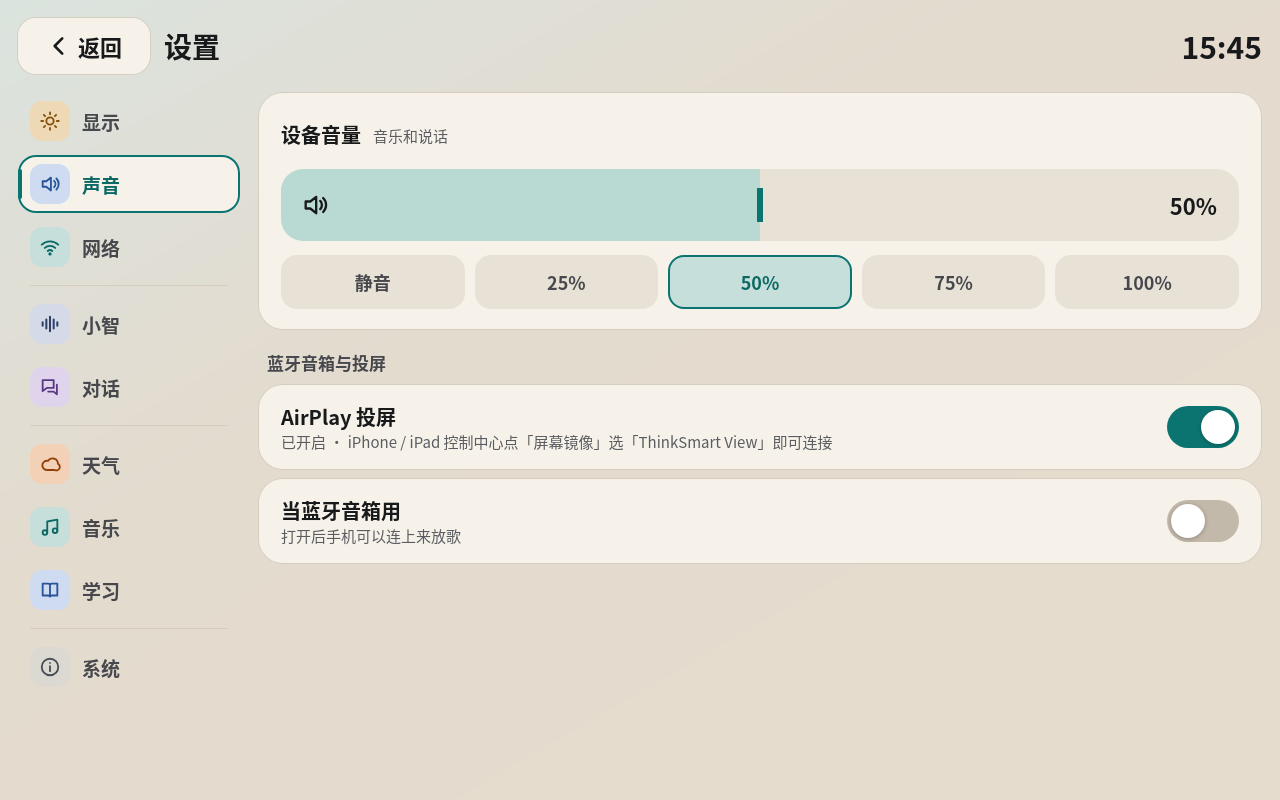 返回
设置
15:45
显示
声音
网络
小智
对话
天气
音乐
学习
系统
设备音量 音乐和说话
50%
静音
25%
50%
75%
100%
蓝牙音箱与投屏
AirPlay 投屏
已开启 · iPhone / iPad 控制中心点「屏幕镜像」选「ThinkSmart View」即可连接
当蓝牙音箱用
打开后手机可以连上来放歌